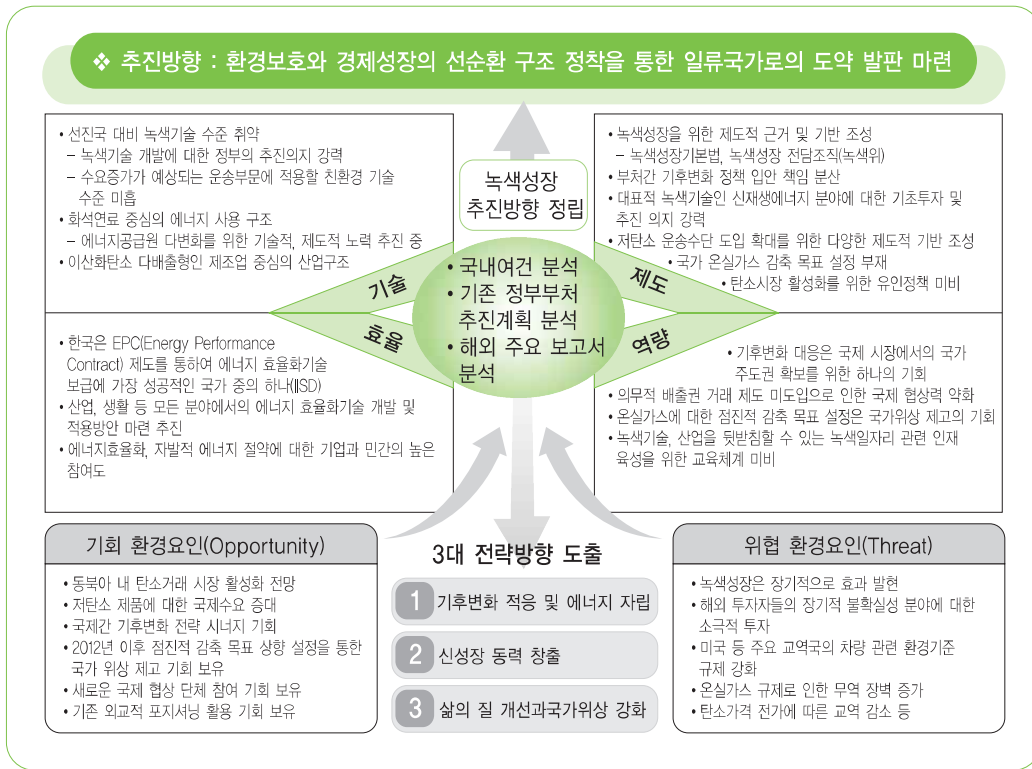 ❖ 추진방향 : 환경보호와 경제성장의 선순환 구조 정착을 통한 일류국가로의 도약 발판 마련
• 선진국 대비 녹색기술 수준 취약
– 녹색기술 개발에 대한 정부의 추진의지 강력
– 수요증가가 예상되는 운송부문에 적용할 친환경 기술
수준 미흡
• 화석연료 중심의 에너지 사용 구조
– 에너지공급원 다변화를 위한 기술적, 제도적 노력 추진 중
• 이산화탄소 다배출형인 제조업 중심의 산업구조
기술
녹색성장
추진방향 정립
• 녹색성장을 위한 제도적 근거 및 기반 조성
– 녹색성장기본법, 녹색성장 전담조직(녹색위)
• 부처간 기후변화 정책 입안 책임 분산
• 대표적 녹색기술인 신재생에너지 분야에 대한 기초투자 및
추진 의지 강력
• 저탄소 운송수단 도입 확대를 위한 다양한 제도적 기반 조성
• 국가 온실가스 감축 목표 설정 부재
• 탄소시장 활성화를 위한 유인정책 미비
제도
• 국내여건 분석
• 기존 정부부처
추진계획 분석
• 해외 주요 보고서
분석
효율
• 한국은 EPC(Energy Performance
Contract) 제도를 통하여 에너지 효율화기술
보급에 가장 성공적인 국가 중의 하나(IISD)
• 산업, 생활 등 모든 분야에서의 에너지 효율화기술 개발 및
적용방안 마련 추진
• 에너지효율화, 자발적 에너지 절약에 대한 기업과 민간의 높은
참여도
역량
• 기후변화 대응은 국제 시장에서의 국가
주도권 확보를 위한 하나의 기회
• 의무적 배출권 거래 제도 미도입으로 인한 국제 협상력 약화
• 온실가스에 대한 점진적 감축 목표 설정은 국가위상 제고의 기회
• 녹색기술, 산업을 뒷받침할 수 있는 녹색일자리 관련 인재
육성을 위한 교육체계 미비
기회 환경요인(Opportunity)
• 동북아 내 탄소거래 시장 활성화 전망
• 저탄소 제품에 대한 국제수요 증대
• 국제간 기후변화 전략 시너지 기회
• 2012년 이후 점진적 감축 목표 상향 설정을 통한
국가 위상 제고 기회 보유
• 새로운 국제 협상 단체 참여 기회 보유
• 기존 외교적 포지셔닝 활용 기회 보유
3대 전략방향 도출
1 기후변화 적응 및 에너지 자립
2 신성장 동력 창출
3 삶의 질 개선과국가위상 강화
위협 환경요인(Threat)
• 녹색성장은 장기적으로 효과 발현
• 해외 투자자들의 장기적 불확실성 분야에 대한
소극적 투자
• 미국 등 주요 교역국의 차량 관련 환경기준
규제 강화
• 온실가스 규제로 인한 무역 장벽 증가
• 탄소가격 전가에 따른 교역 감소 등